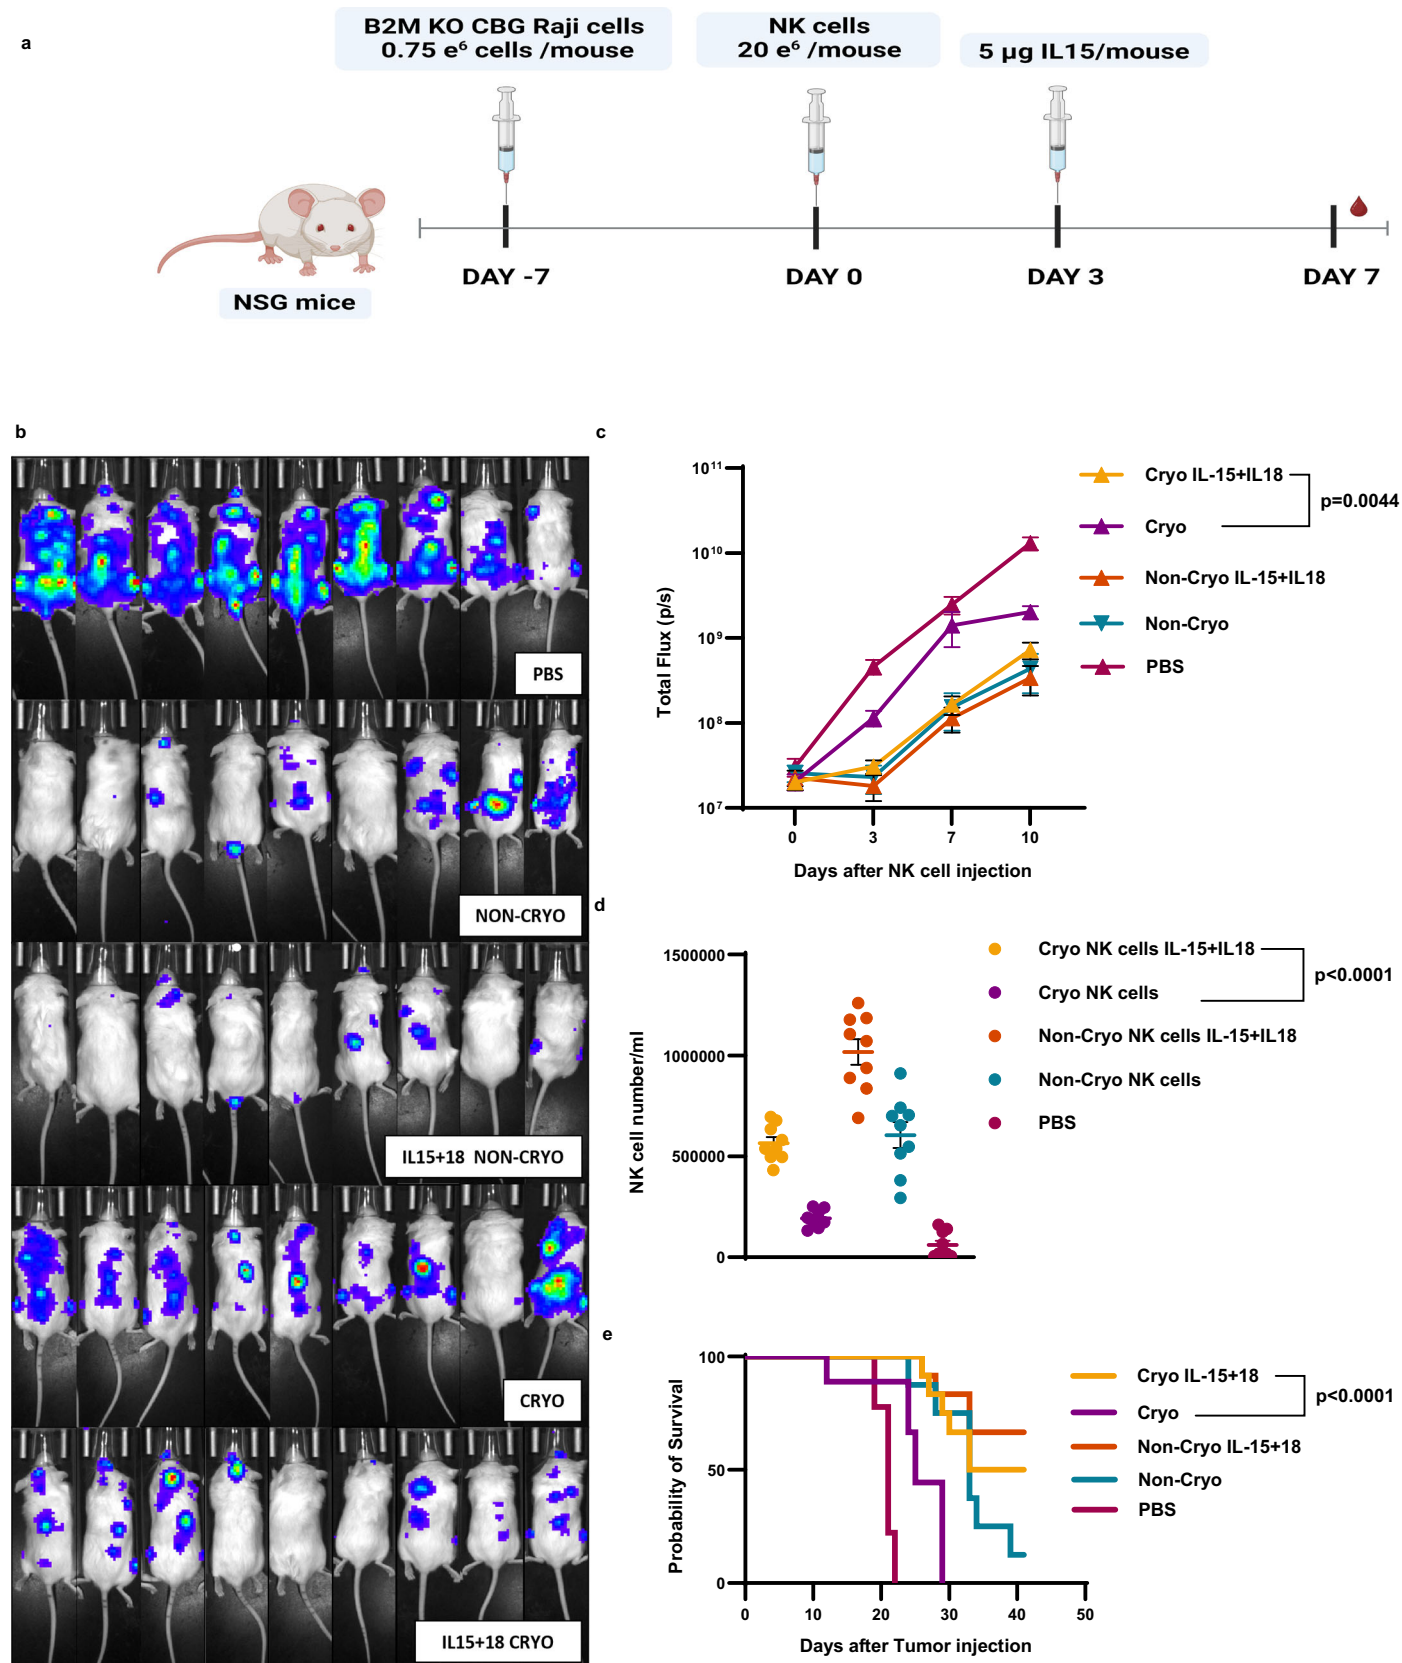 a
B2M KO CBG Raji cells
0.75 e⁶ cells /mouse
NK cells
20 e⁶ /mouse
5 µg IL15/mouse
NSG mice
DAY -7
DAY 0
DAY 3
DAY 7
b
PBS
NON-CRYO
IL15+18 NON-CRYO
CRYO
IL15+18 CRYO
c
Total Flux (p/s)
10¹¹
10¹⁰
10⁹
10⁸
10⁷
0 3 7 10
Days after NK cell injection
Cryo IL-15+IL18
Cryo
Non-Cryo IL-15+IL18
Non-Cryo
PBS
p=0.0044
d
NK cell number/ml
1500000
1000000
500000
0
Cryo NK cells IL-15+IL18
Cryo NK cells
Non-Cryo NK cells IL-15+IL18
Non-Cryo NK cells
PBS
p<0.0001
e
Probability of Survival
100
50
0
0 10 20 30 40 50
Days after Tumor injection
Cryo IL-15+18
Cryo
Non-Cryo IL-15+18
Non-Cryo
PBS
p<0.0001